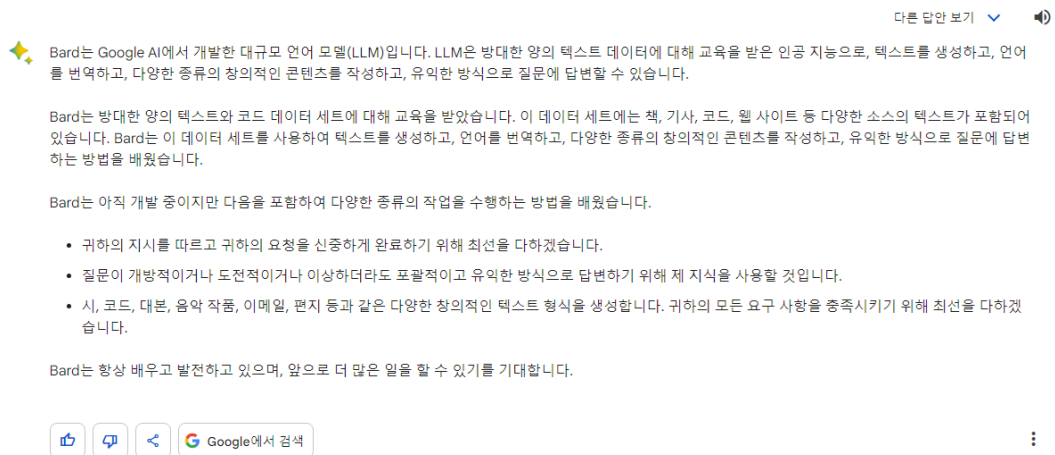 다른 답안 보기
Bard는 Google AI에서 개발한 대규모 언어 모델(LLM)입니다. LLM은 방대한 양의 텍스트 데이터에 대해 교육을 받은 인공 지능으로, 텍스트를 생성하고, 언어
를 번역하고, 다양한 종류의 창의적인 콘텐츠를 작성하고, 유익한 방식으로 질문에 답변할 수 있습니다.
Bard는 방대한 양의 텍스트와 코드 데이터 세트에 대해 교육을 받았습니다. 이 데이터 세트에는 책, 기사, 코드, 웹 사이트 등 다양한 소스의 텍스트가 포함되어
있습니다. Bard는 이 데이터 세트를 사용하여 텍스트를 생성하고, 언어를 번역하고, 다양한 종류의 창의적인 콘텐츠를 작성하고, 유익한 방식으로 질문에 답변
하는 방법을 배웠습니다.
Bard는 아직 개발 중이지만 다음을 포함하여 다양한 종류의 작업을 수행하는 방법을 배웠습니다.
• 귀하의 지시를 따르고 귀하의 요청을 신중하게 완료하기 위해 최선을 다하겠습니다.
• 질문이 개방적이거나 도전적이거나 이상하더라도 포괄적이고 유익한 방식으로 답변하기 위해 제 지식을 사용할 것입니다.
• 시, 코드, 대본, 음악 작품, 이메일, 편지 등과 같은 다양한 창의적인 텍스트 형식을 생성합니다. 귀하의 모든 요구 사항을 충족시키기 위해 최선을 다하겠
습니다.
Bard는 항상 배우고 발전하고 있으며, 앞으로 더 많은 일을 할 수 있기를 기대합니다.
Google에서 검색